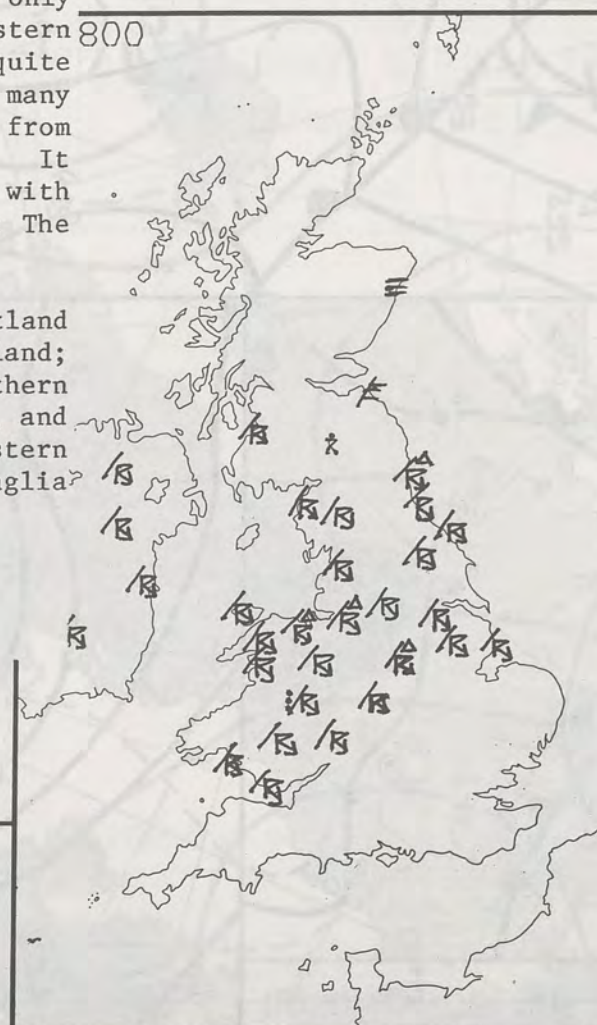 only
800
stern
quite
many
from
It
with
The
tland
land;
thern
and
stern
glia